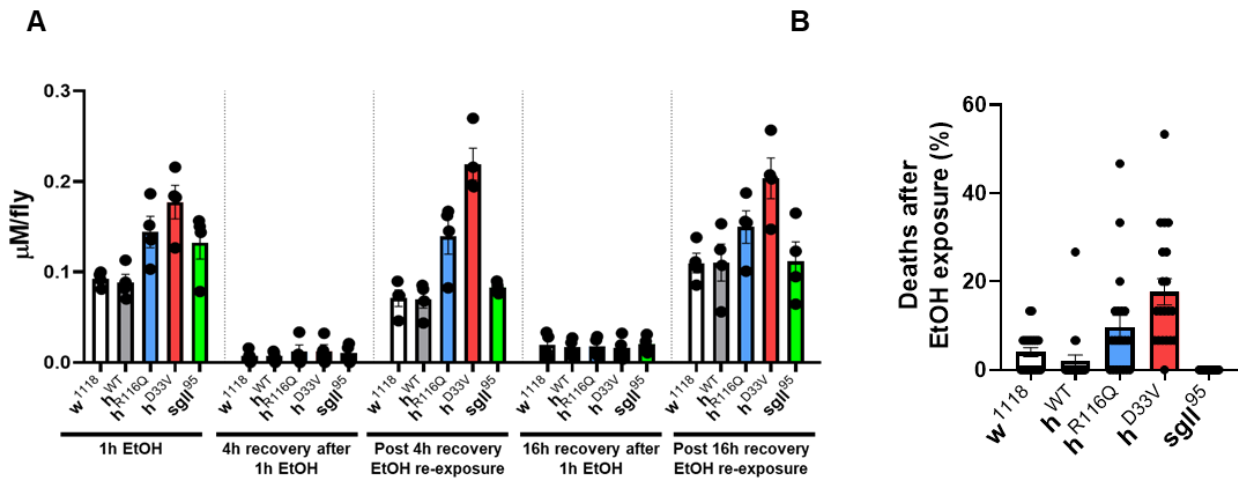 A
B
0.3
0.2
0.1
0.0
μM/fly
w1118
hWT
hR116Q
hD33V
sgll95
w1118
hWT
hR116Q
hD33V
sgll95
w1118
hWT
hR116Q
hD33V
sgll95
w1118
hWT
hR116Q
hD33V
sgll95
w1118
hWT
hR116Q
hD33V
sgll95
1h EtOH
4h recovery after
1h EtOH
Post 4h recovery
EtOH re-exposure
16h recovery after
1h EtOH
Post 16h recovery
EtOH re-exposure
Deaths after
EtOH exposure (%)
60
40
20
0
w1118
hWT
hR116Q
hD33V
sgll95